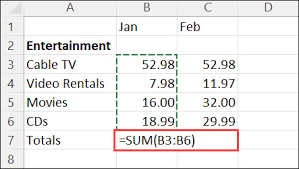 A B C D
1 Jan Feb
2 Entertainment
3 Cable TV 52.98 52.98
4 Video Rentals 7.98 11.97
5 Movies 16.00 32.00
6 CDs 18.99 29.99
7 Totals =SUM(B3:B6)